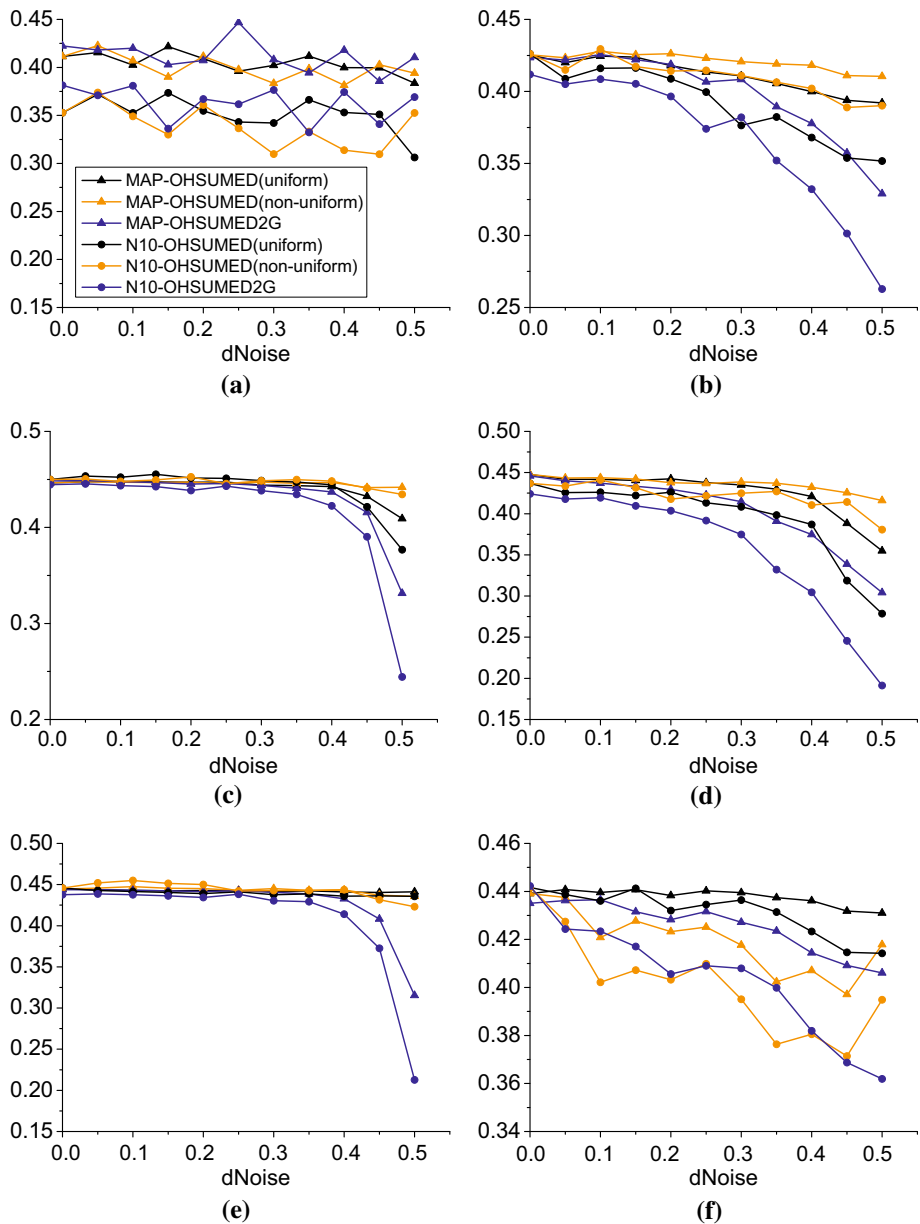 0.45
0.40
0.35
0.30
0.25
0.20
0.15
MAP-OHSUMED(uniform)
MAP-OHSUMED(non-uniform)
MAP-OHSUMED2G
N10-OHSUMED(uniform)
N10-OHSUMED(non-uniform)
N10-OHSUMED2G
0.0 0.1 0.2 0.3 0.4 0.5
dNoise
(a)
0.45
0.40
0.35
0.30
0.25
0.0 0.1 0.2 0.3 0.4 0.5
dNoise
(b)
0.5
0.4
0.3
0.2
0.0 0.1 0.2 0.3 0.4 0.5
dNoise
(c)
0.50
0.45
0.40
0.35
0.30
0.25
0.20
0.15
0.0 0.1 0.2 0.3 0.4 0.5
dNoise
(d)
0.50
0.45
0.40
0.35
0.30
0.25
0.20
0.15
0.0 0.1 0.2 0.3 0.4 0.5
dNoise
(e)
0.46
0.44
0.42
0.40
0.38
0.36
0.34
0.0 0.1 0.2 0.3 0.4 0.5
dNoise
(f)